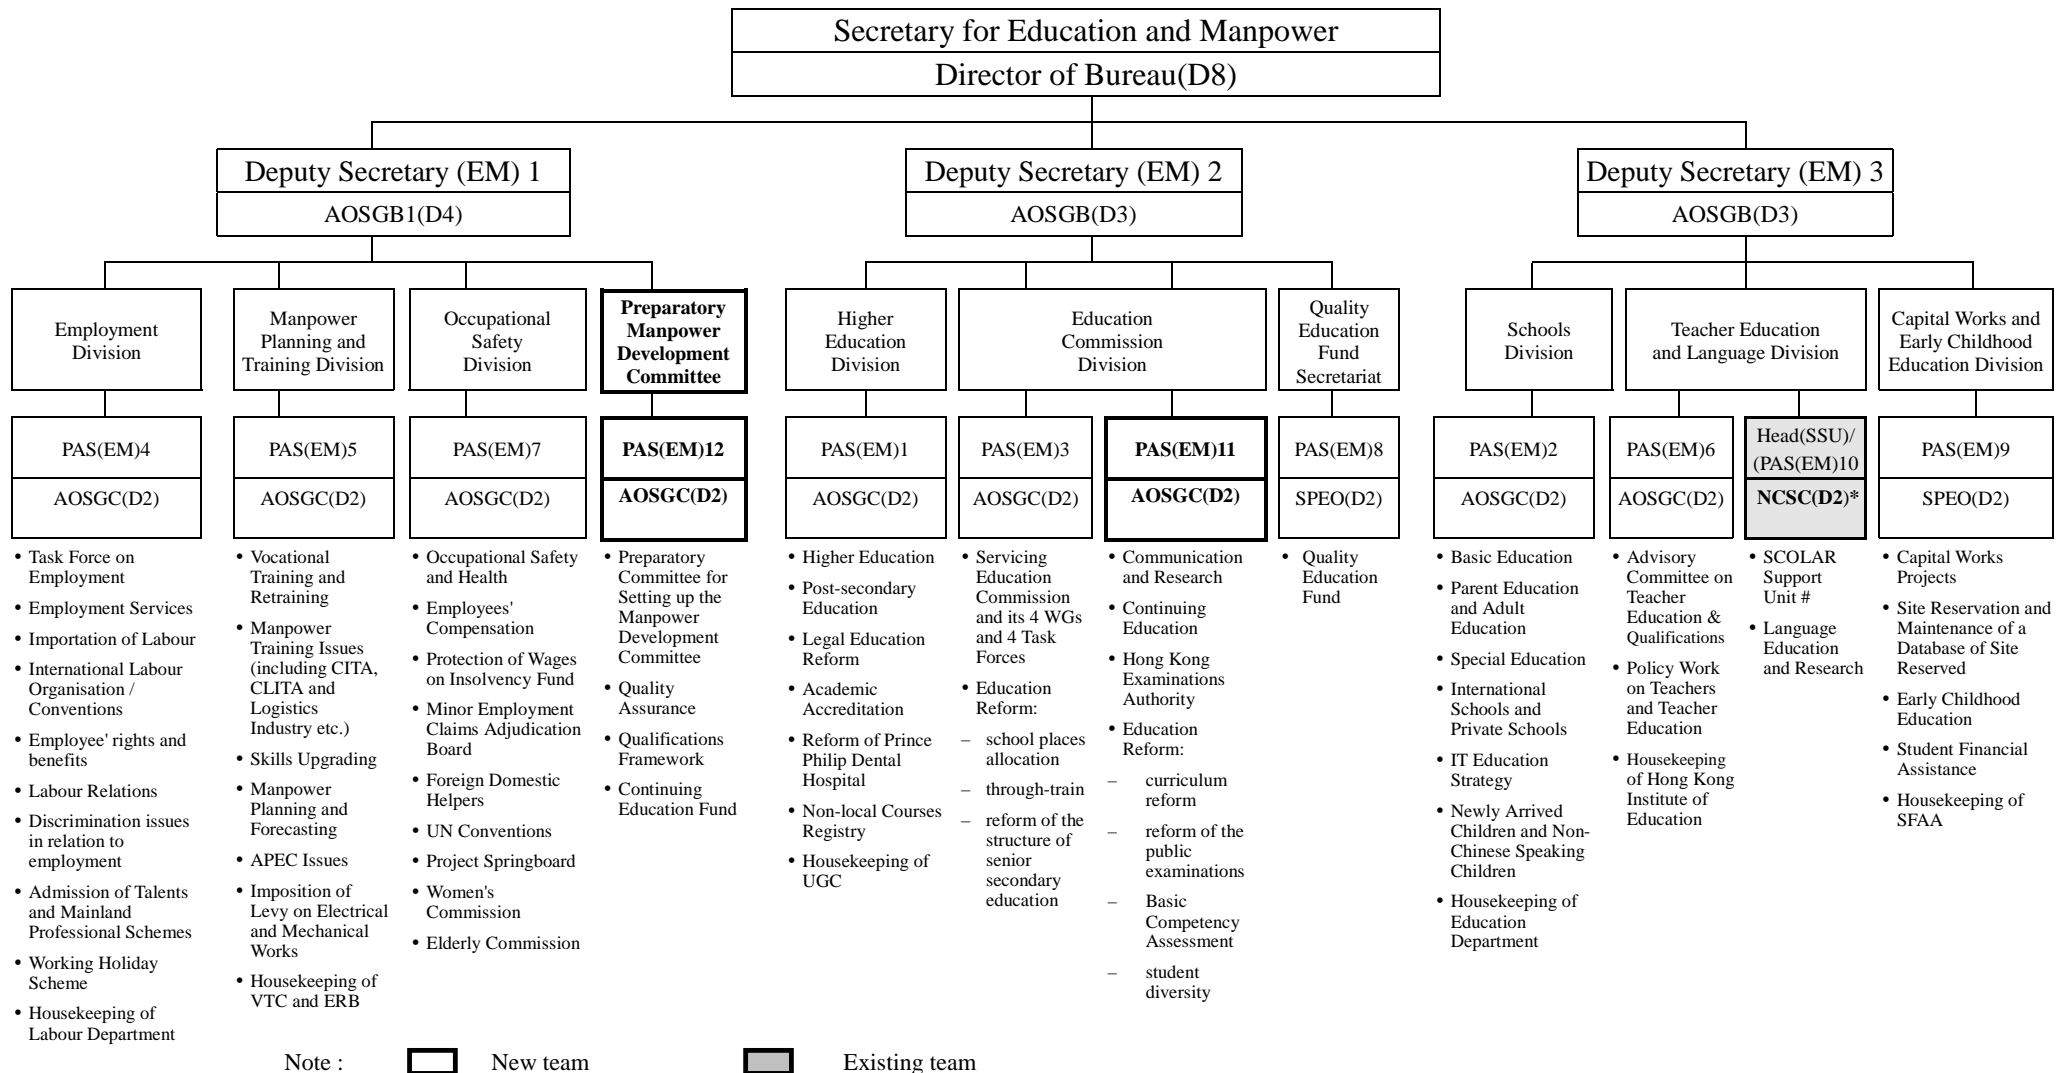 Secretary for Education and Manpower
Director of Bureau(D8)
Deputy Secretary (EM) 1
AOSGB1(D4)
Deputy Secretary (EM) 2
AOSGB(D3)
Deputy Secretary (EM) 3
AOSGB(D3)
Employment
Division
Manpower
Planning and
Training Division
Occupational
Safety
Division
Preparatory
Manpower
Development
Committee
Higher
Education
Division
Education
Commission
Division
Quality
Education
Fund
Secretariat
Schools
Division
Teacher Education
and Language Division
Capital Works and
Early Childhood
Education Division
PAS(EM)4
AOSGC(D2)
PAS(EM)5
AOSGC(D2)
PAS(EM)7
AOSGC(D2)
PAS(EM)12
AOSGC(D2)
PAS(EM)1
AOSGC(D2)
PAS(EM)3
AOSGC(D2)
PAS(EM)11
AOSGC(D2)
PAS(EM)8
SPEO(D2)
PAS(EM)2
AOSGC(D2)
PAS(EM)6
AOSGC(D2)
Head(SSU)/
(PAS(EM)10
NCSC(D2)*
PAS(EM)9
SPEO(D2)
• Task Force on
Employment
• Employment Services
• Importation of Labour
• International Labour
Organisation /
Conventions
• Employee' rights and
benefits
• Labour Relations
• Discrimination issues
in relation to
employment
• Admission of Talents
and Mainland
Professional Schemes
• Working Holiday
Scheme
• Housekeeping of
Labour Department
• Vocational
Training and
Retraining
• Manpower
Training Issues
(including CITA,
CLITA and
Logistics
Industry etc.)
• Skills Upgrading
• Manpower
Planning and
Forecasting
• APEC Issues
• Imposition of
Levy on Electrical
and Mechanical
Works
• Housekeeping of
VTC and ERB
• Occupational Safety
and Health
• Employees'
Compensation
• Protection of Wages
on Insolvency Fund
• Minor Employment
Claims Adjudication
Board
• Foreign Domestic
Helpers
• UN Conventions
• Project Springboard
• Women's
Commission
• Elderly Commission
• Preparatory
Committee for
Setting up the
Manpower
Development
Committee
• Quality
Assurance
• Qualifications
Framework
• Continuing
Education Fund
• Higher Education
• Post-secondary
Education
• Legal Education
Reform
• Academic
Accreditation
• Reform of Prince
Philip Dental
Hospital
• Non-local Courses
Registry
• Housekeeping of
UGC
• Servicing
Education
Commission
and its 4 WGs
and 4 Task
Forces
• Education
Reform:
– school places
allocation
– through-train
– reform of the
structure of
senior
secondary
education
• Communication
and Research
• Continuing
Education
• Hong Kong
Examinations
Authority
• Education
Reform:
– curriculum
reform
– reform of the
public
examinations
– Basic
Competency
Assessment
– student
diversity
• Quality
Education
Fund
• Basic Education
• Parent Education
and Adult
Education
• Special Education
• International
Schools and
Private Schools
• IT Education
Strategy
• Newly Arrived
Children and Non-
Chinese Speaking
Children
• Housekeeping of
Education
Department
• Advisory
Committee on
Teacher
Education &
Qualifications
• Policy Work
on Teachers
and Teacher
Education
• Housekeeping
of Hong Kong
Institute of
Education
• SCOLAR
Support
Unit #
• Language
Education
and Research
• Capital Works
Projects
• Site Reservation and
Maintenance of a
Database of Site
Reserved
• Early Childhood
Education
• Student Financial
Assistance
• Housekeeping of
SFAA
Note : New team Existing team